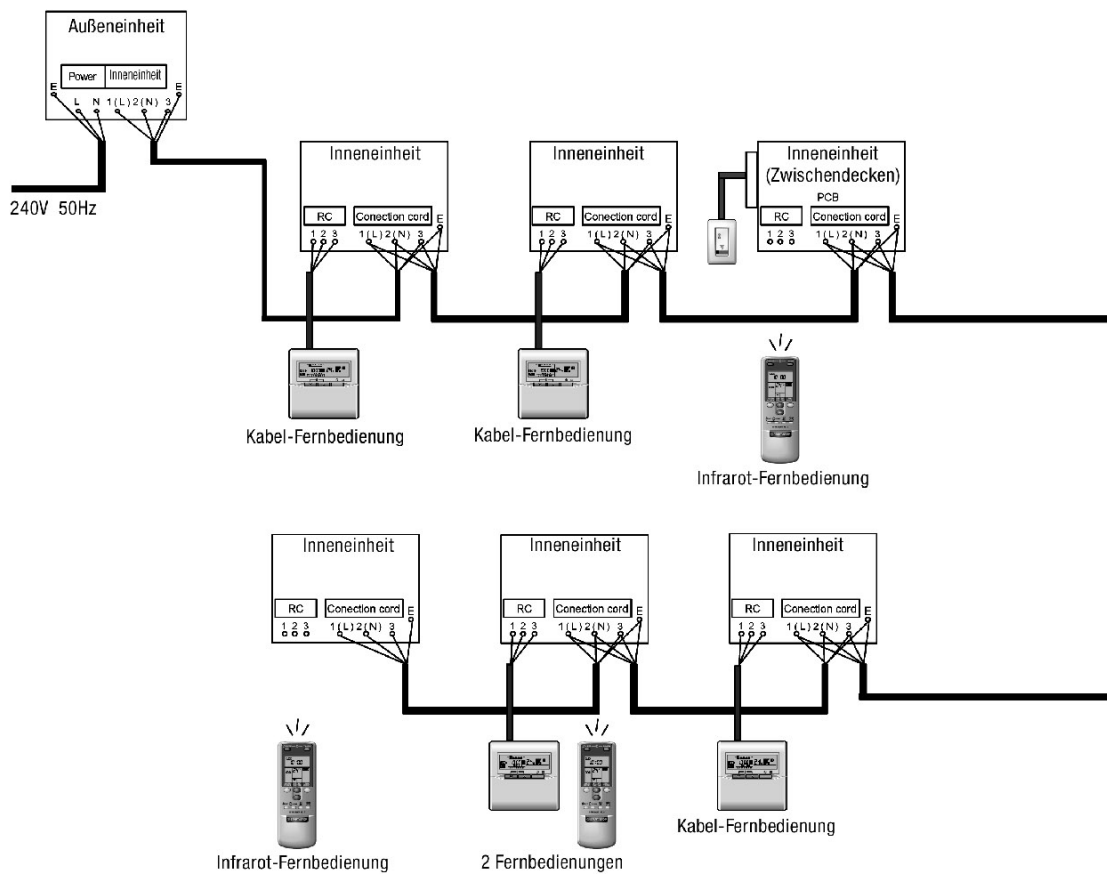 Außeneinheit
Power Inneneinheit
E E
L N 1(L) 2(N) 3
240V 50Hz
Inneneinheit
RC Conection cord E
1 2 3 1(L) 2(N) 3
Kabel-Fernbedienung
Inneneinheit
RC Conection cord E
1 2 3 1(L) 2(N) 3
Kabel-Fernbedienung
Inneneinheit
(Zwischendecken)
PCB
RC Conection cord E
1 2 3 1(L) 2(N) 3
Infrarot-Fernbedienung
Inneneinheit
RC Conection cord E
1 2 3 1(L) 2(N) 3
Infrarot-Fernbedienung
Inneneinheit
RC Conection cord E
1 2 3 1(L) 2(N) 3
2 Fernbedienungen
Inneneinheit
RC Conection cord E
1 2 3 1(L) 2(N) 3
Kabel-Fernbedienung